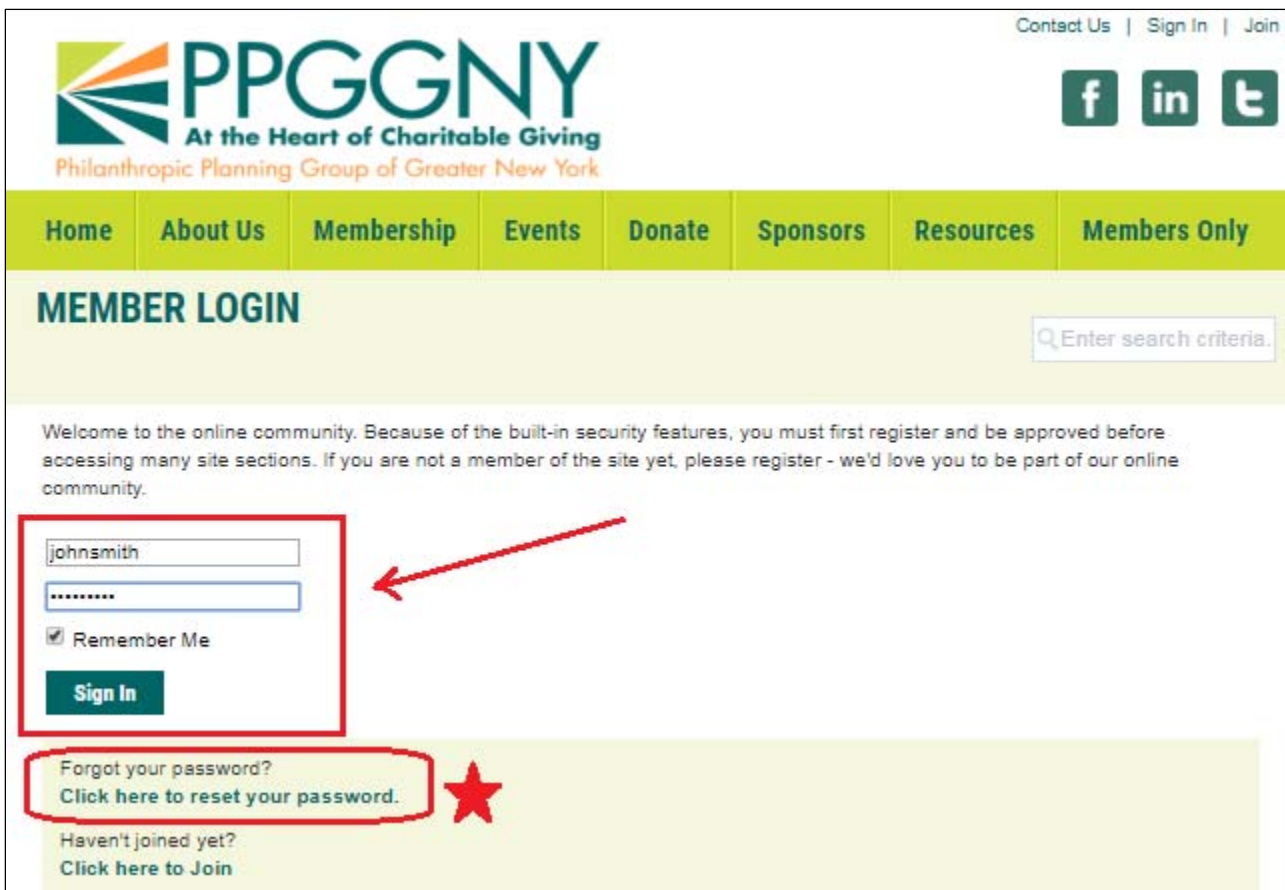 Contact Us | Sign In | Join
PPGGNY
At the Heart of Charitable Giving
Philanthropic Planning Group of Greater New York
f in t
Home About Us Membership Events Donate Sponsors Resources Members Only
MEMBER LOGIN
Enter search criteria.
Welcome to the online community. Because of the built-in security features, you must first register and be approved before
accessing many site sections. If you are not a member of the site yet, please register - we'd love you to be part of our online
community.
johnsmith
•••••••••
Remember Me
Sign In
Forgot your password?
Click here to reset your password.
Haven't joined yet?
Click here to Join